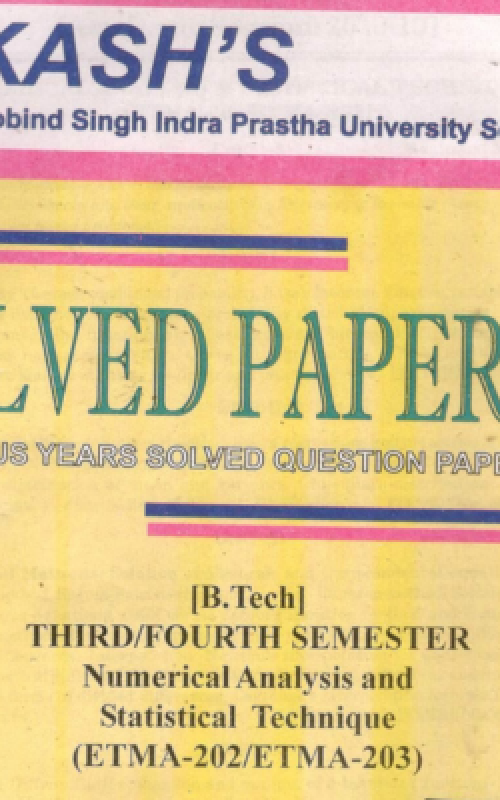 KASH'S
obind Singh Indra Prastha University S
LVED PAPER
US YEARS SOLVED QUESTION PAPE
[B.Tech]
THIRD/FOURTH SEMESTER
Numerical Analysis and
Statistical Technique
(ETMA-202/ETMA-203)